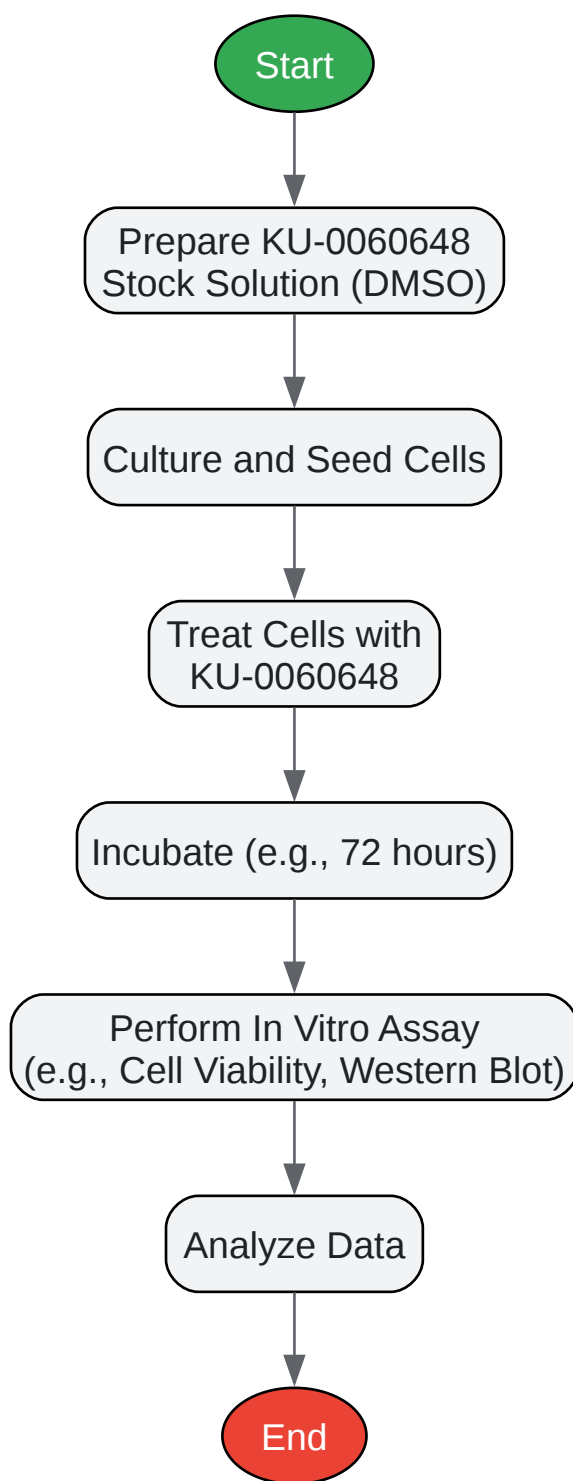 Start
Prepare KU-0060648
Stock Solution (DMSO)
Culture and Seed Cells
Treat Cells with
KU-0060648
Incubate (e.g., 72 hours)
Perform In Vitro Assay
(e.g., Cell Viability, Western Blot)
Analyze Data
End